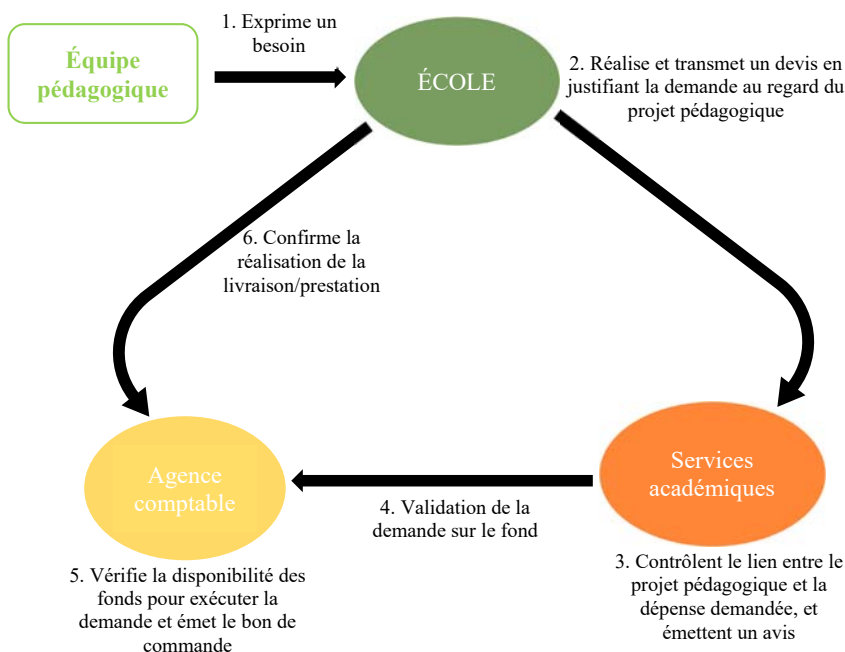 Équipe
pédagogique
1. Exprime un
besoin
ÉCOLE
2. Réalise et transmet un devis en
justifiant la demande au regard du
projet pédagogique
6. Confirme la
réalisation de la
livraison/prestation
Agence
comptable
Services
académiques
4. Validation de la
demande sur le fond
3. Contrôlent le lien entre le
projet pédagogique et la
dépense demandée, et
émettent un avis
5. Vérifie la disponibilité des
fonds pour exécuter la
demande et émet le bon de
commande